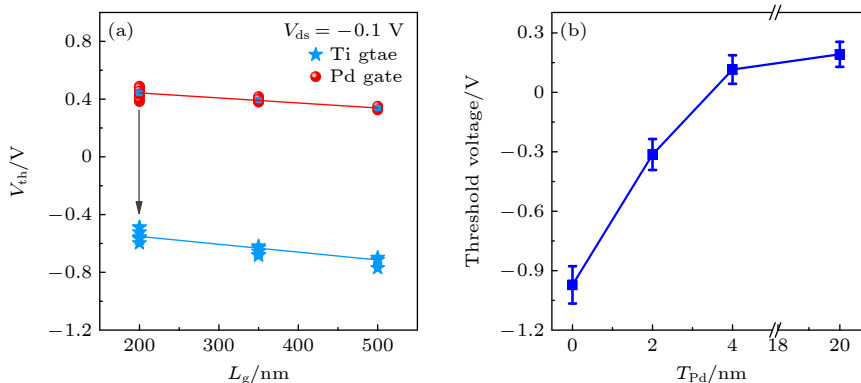 (a)
V_ds = −0.1 V
Ti gtae
Pd gate
0.8
0.4
0
−0.4
−0.8
−1.2
V_th/V
200
300
400
500
L_g/nm
(b)
0.3
0
−0.3
−0.6
−0.9
−1.2
Threshold voltage/V
0
2
4
18
20
T_Pd/nm